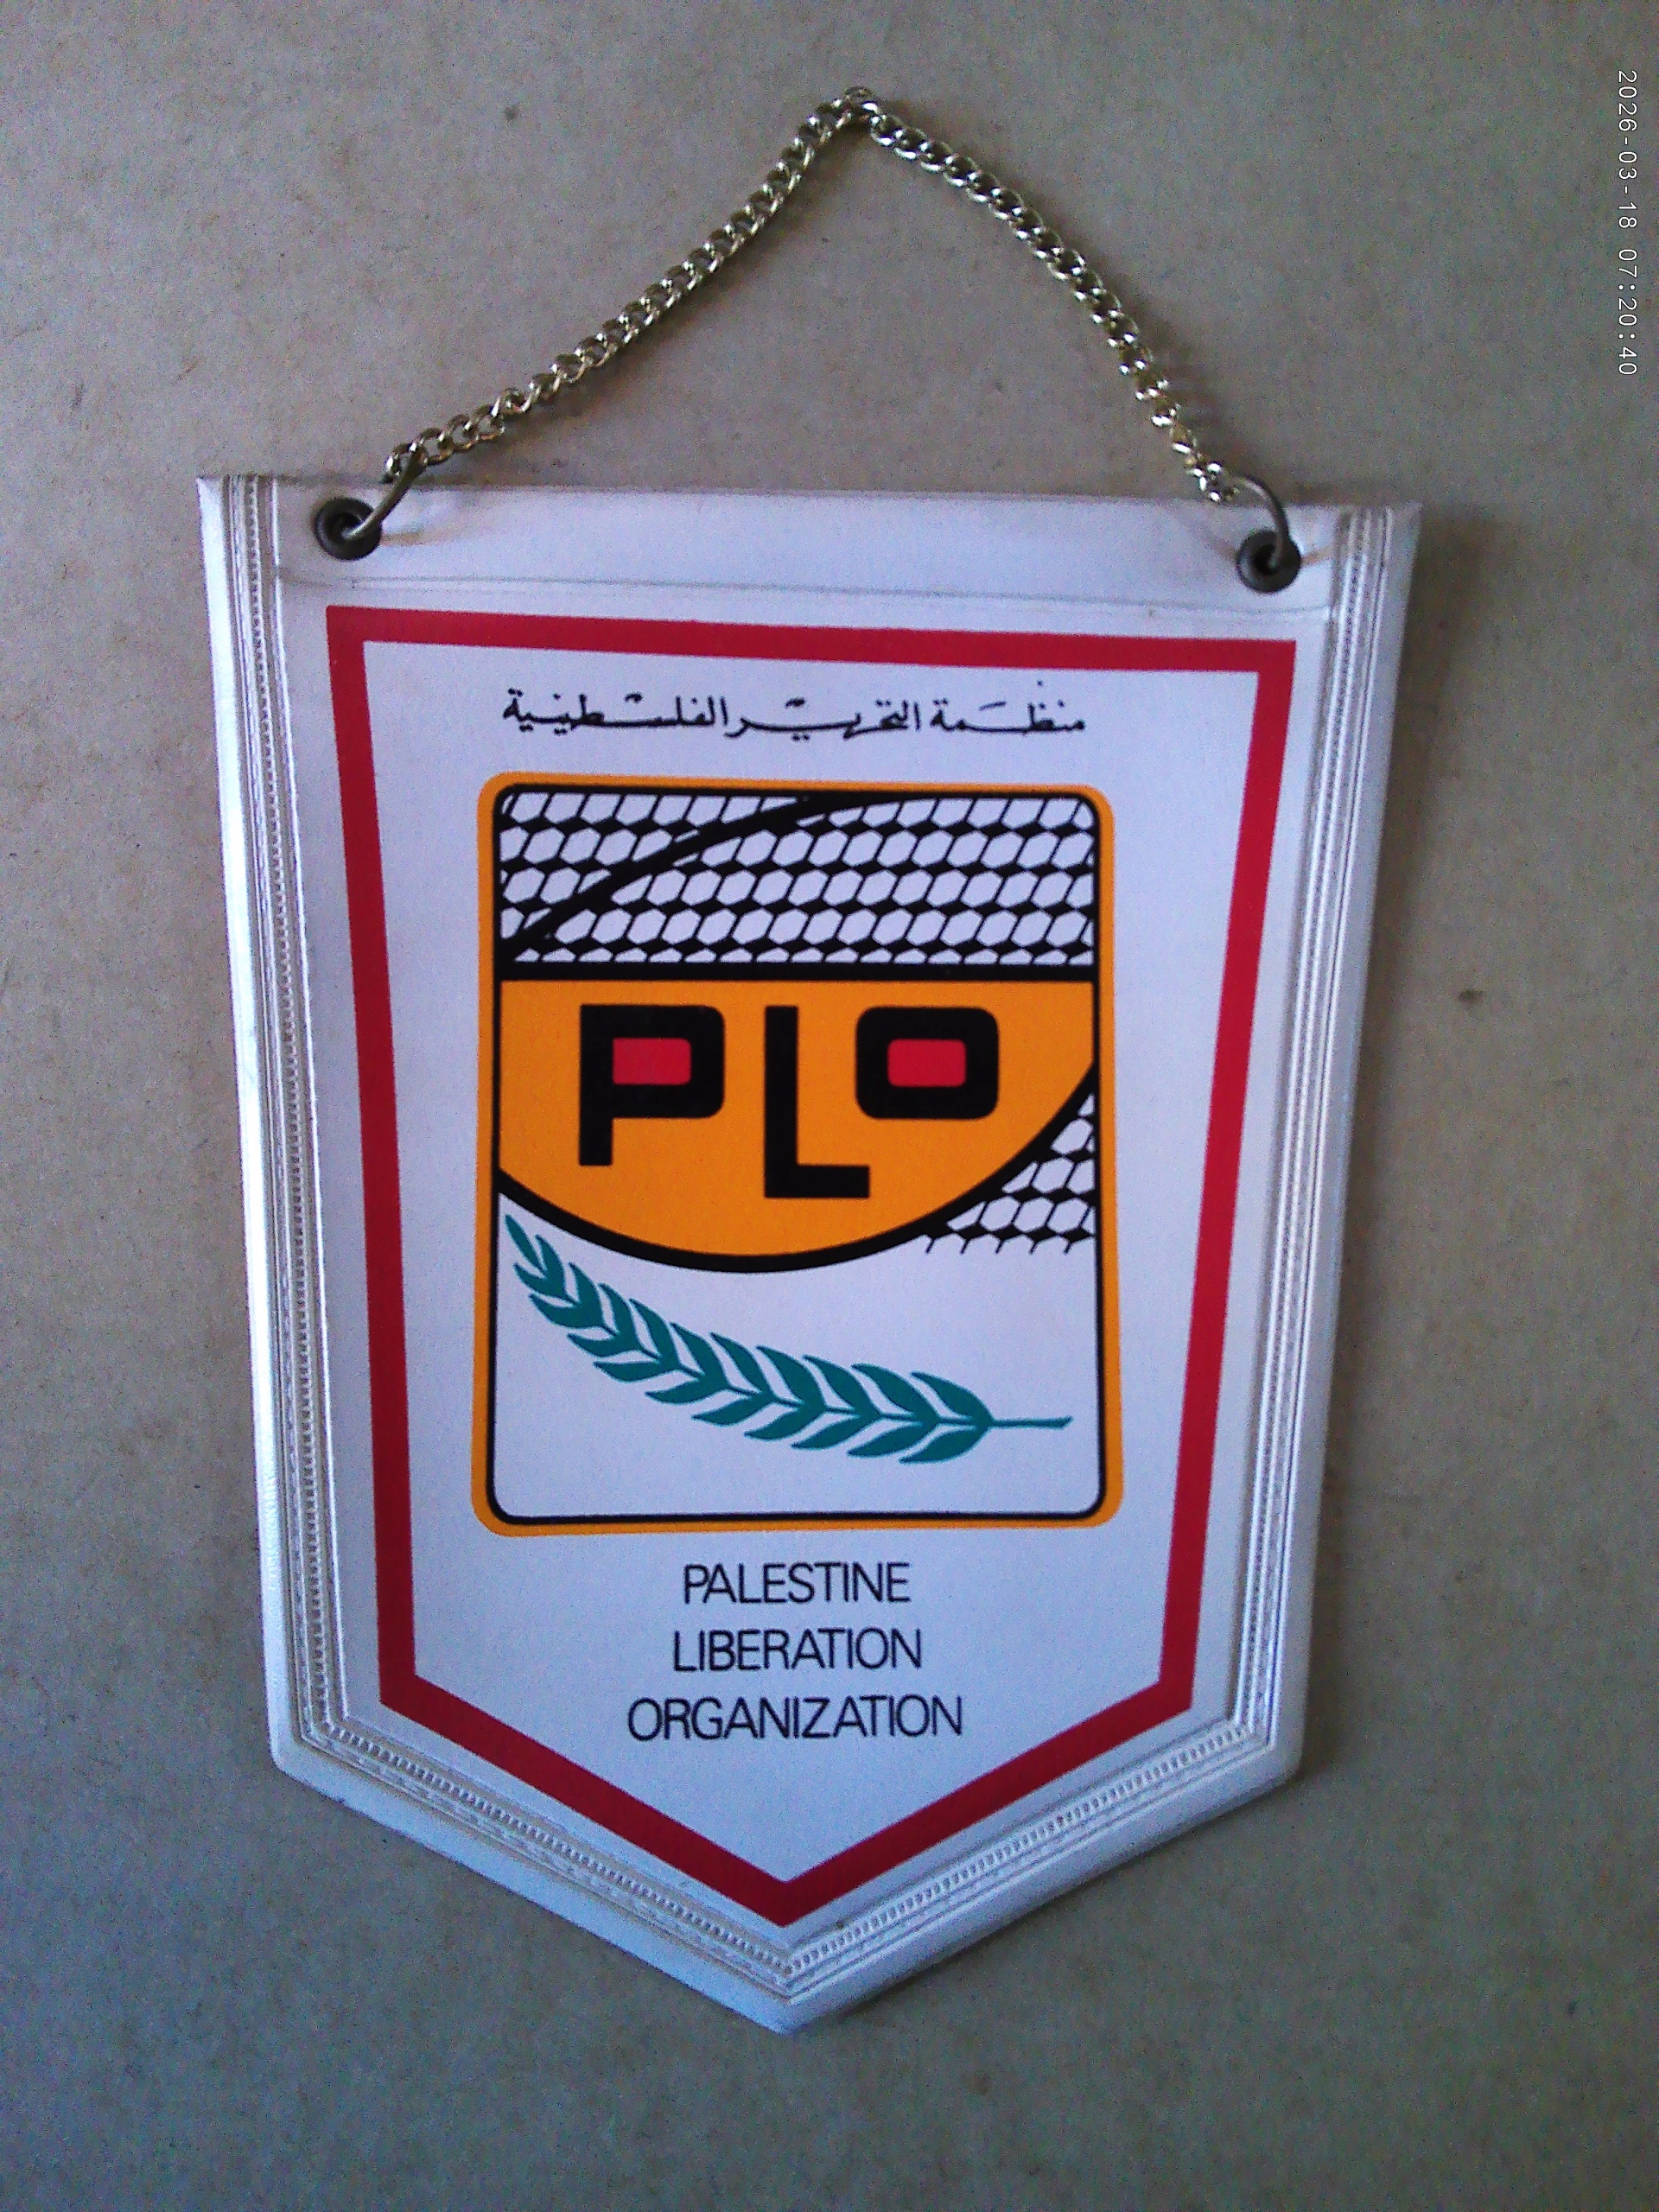 منظمة التحرير الفلسطينية
PLO
PALESTINE
LIBERATION
ORGANIZATION
2026-03-18 07:20:40